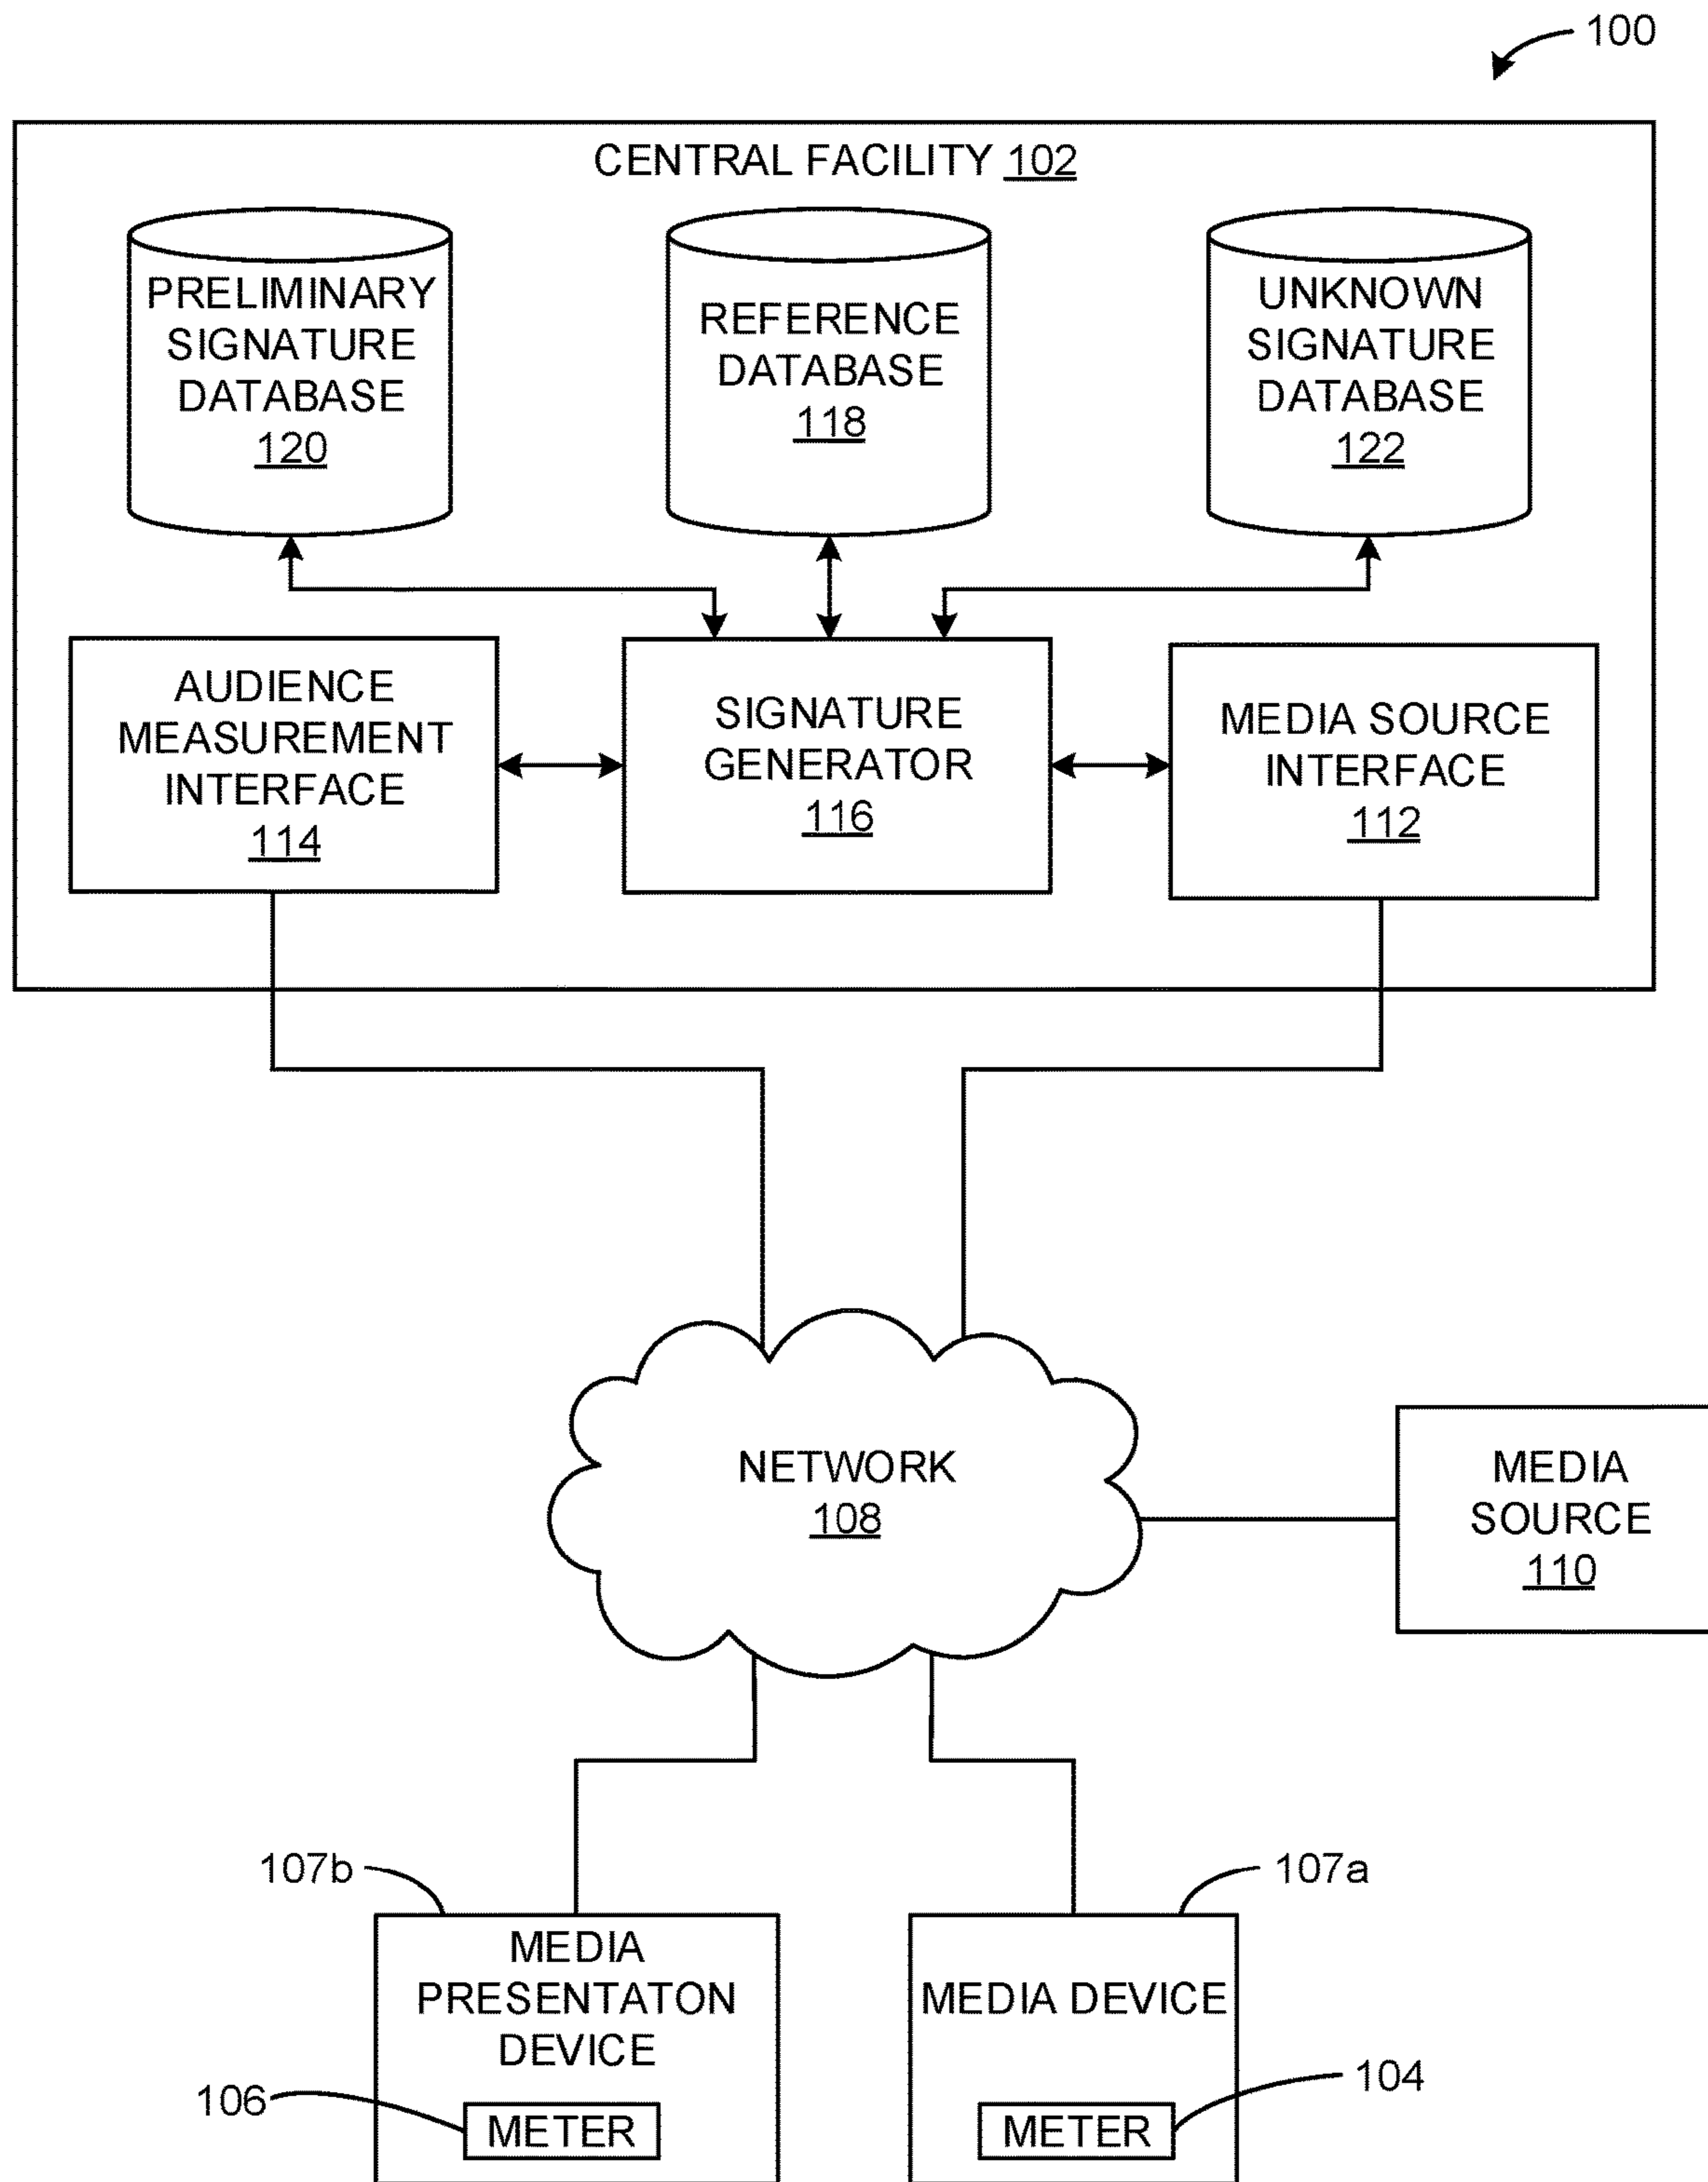 100
CENTRAL FACILITY 102
PRELIMINARY
SIGNATURE
DATABASE
120
REFERENCE
DATABASE
118
UNKNOWN
SIGNATURE
DATABASE
122
AUDIENCE
MEASUREMENT
INTERFACE
114
SIGNATURE
GENERATOR
116
MEDIA SOURCE
INTERFACE
112
NETWORK
108
MEDIA
SOURCE
110
107b
107a
MEDIA
PRESENTATON
DEVICE
106
METER
MEDIA DEVICE
104
METER